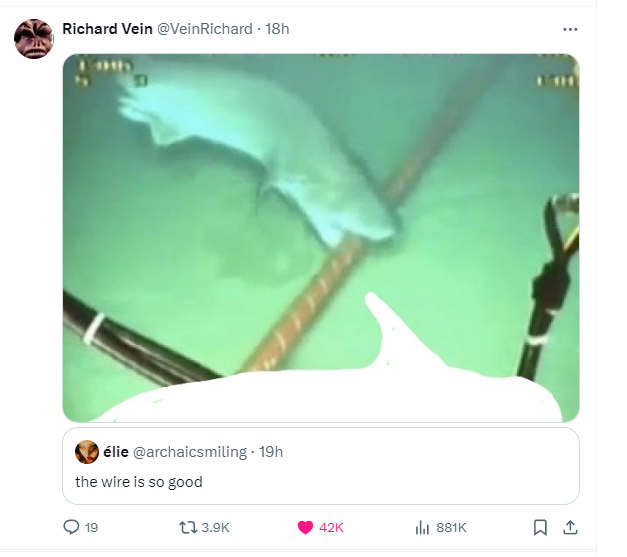 Richard Vein @VeinRichard · 18h
élie @archaicsmiling · 19h
the wire is so good
19 3.9K 42K 881K